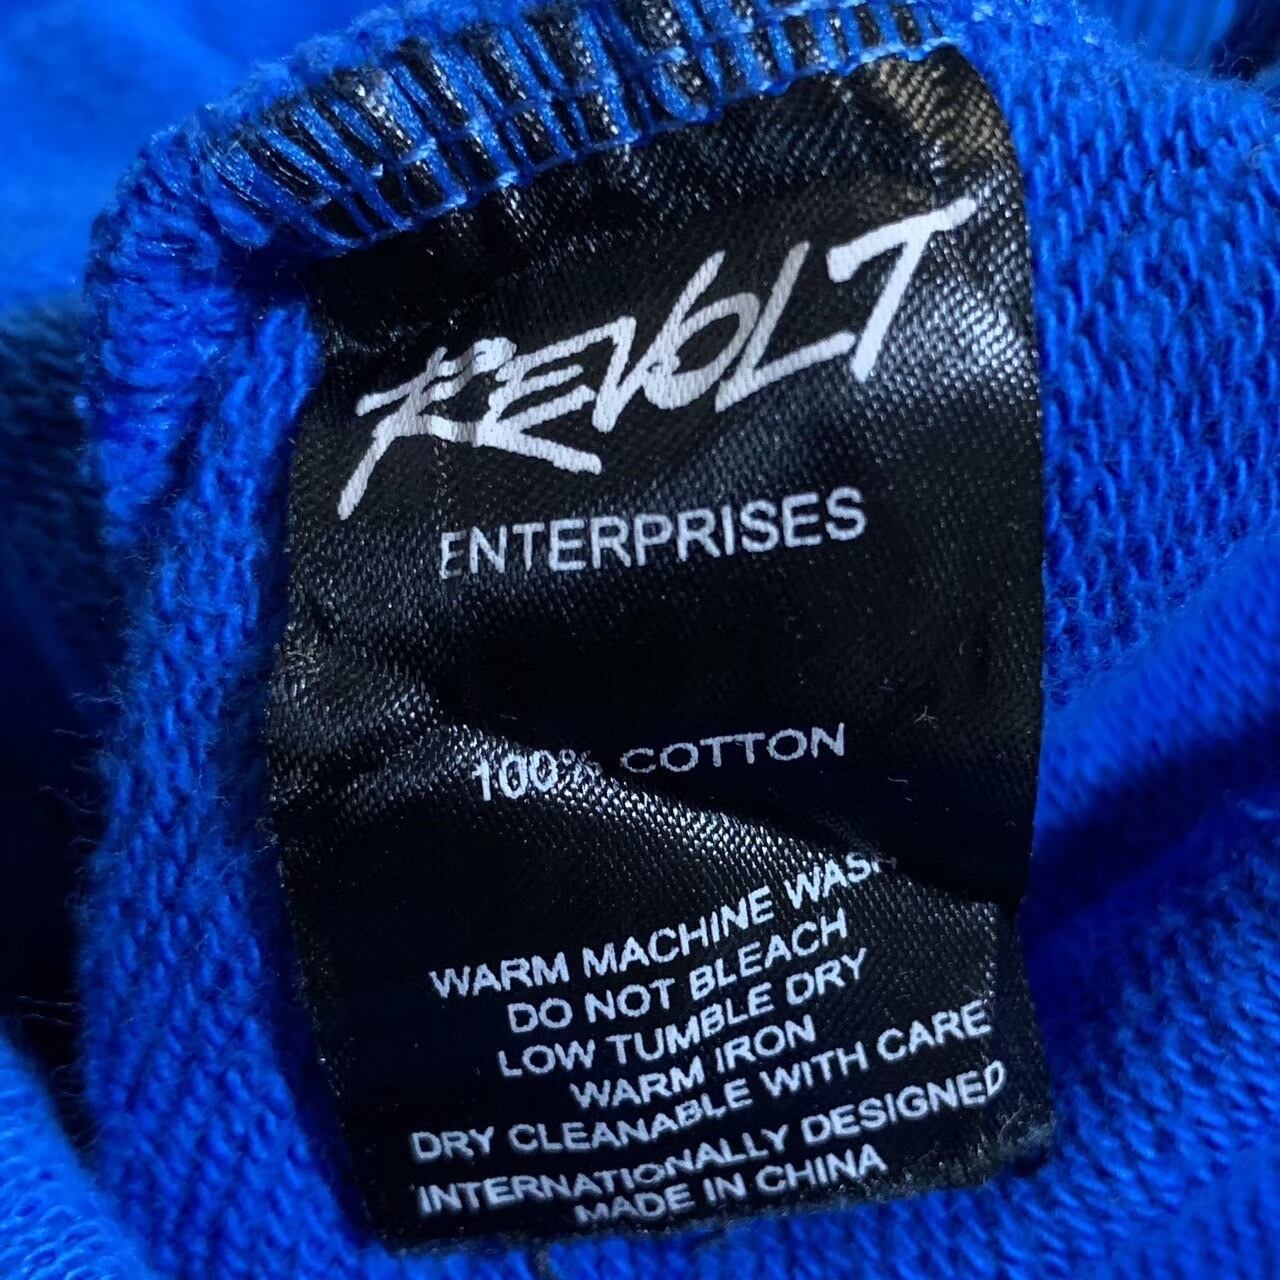 REVOLT
ENTERPRISES
100% COTTON
WARM MACHINE WASH
DO NOT BLEACH
LOW TUMBLE DRY
WARM IRON
DRY CLEANABLE WITH CARE
INTERNATIONALLY DESIGNED
MADE IN CHINA